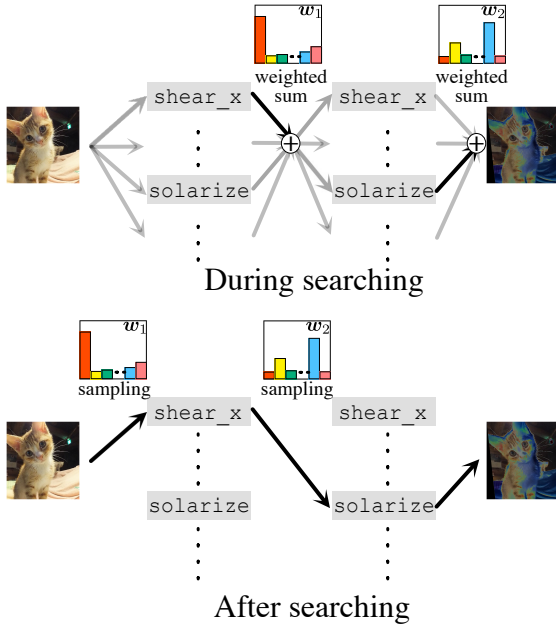 w1
w2
weighted
sum
weighted
sum
shear_x
shear_x
solarize
solarize
During searching
w1
w2
sampling
sampling
shear_x
shear_x
solarize
solarize
After searching